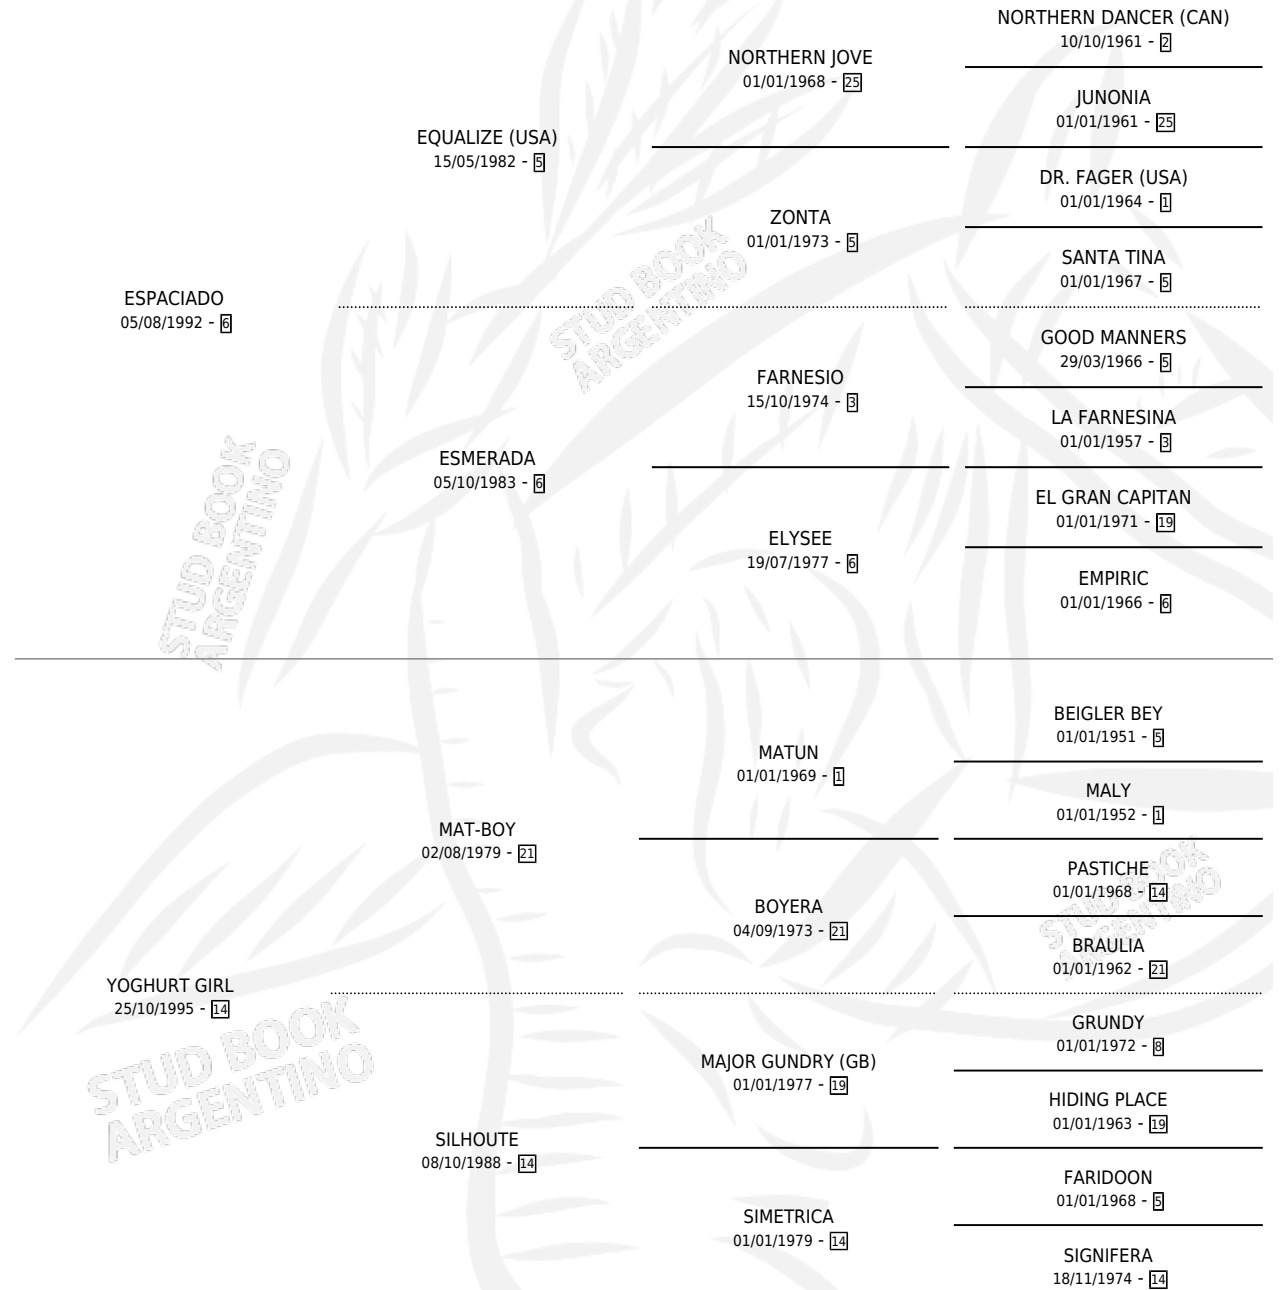 NORTHERN DANCER (CAN)
10/10/1961 - 2
NORTHERN JOVE
01/01/1968 - 25
JUNONIA
01/01/1961 - 25
EQUALIZE (USA)
15/05/1982 - 5
DR. FAGER (USA)
01/01/1964 - 1
ZONTA
01/01/1973 - 5
SANTA TINA
01/01/1967 - 5
ESPACIADO
05/08/1992 - 6
STUD BOOK
ARGENTINO
GOOD MANNERS
29/03/1966 - 5
FARNESIO
15/10/1974 - 3
LA FARNESINA
01/01/1957 - 3
ESMERADA
05/10/1983 - 6
STUD BOOK
ARGENTINO
EL GRAN CAPITAN
01/01/1971 - 19
ELYSEE
19/07/1977 - 6
EMPIRIC
01/01/1966 - 6
BEIGLER BEY
01/01/1951 - 5
MATUN
01/01/1969 - 1
MALY
01/01/1952 - 1
MAT-BOY
02/08/1979 - 21
PASTICHE
01/01/1968 - 14
STUD BOOK
ARGENTINO
BOYERA
04/09/1973 - 21
BRAULIA
01/01/1962 - 21
YOGHURT GIRL
25/10/1995 - 14
STUD BOOK
ARGENTINO
GRUNDY
01/01/1972 - 8
MAJOR GUNDRY (GB)
01/01/1977 - 19
HIDING PLACE
01/01/1963 - 19
SILHOUTE
08/10/1988 - 14
FARIDOON
01/01/1968 - 5
SIMETRICA
01/01/1979 - 14
SIGNIFERA
18/11/1974 - 14